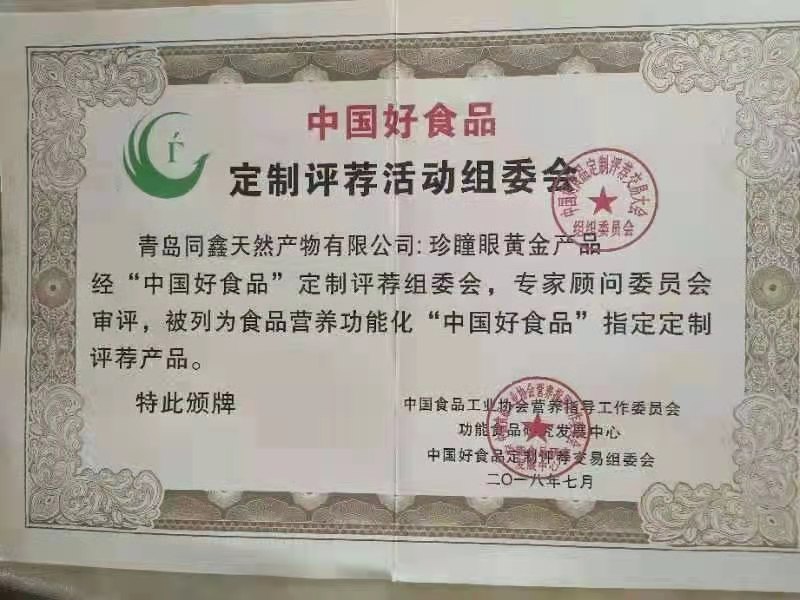 ŕ
中国好食品
定制评荐活动组委会
组织委员会
青岛同鑫天然产物有限公司:珍瞳眼黄金产品
经“中国好食品”定制评荐组委会，专家顾问委员会
审评，被列为食品营养功能化“中国好食品”指定定制
评荐产品。
特此颁牌
中国食品工业协会营养指导工作委员会
功能食品研究发展中心
中国好食品定制评荐交易组委会
二〇一八年七月